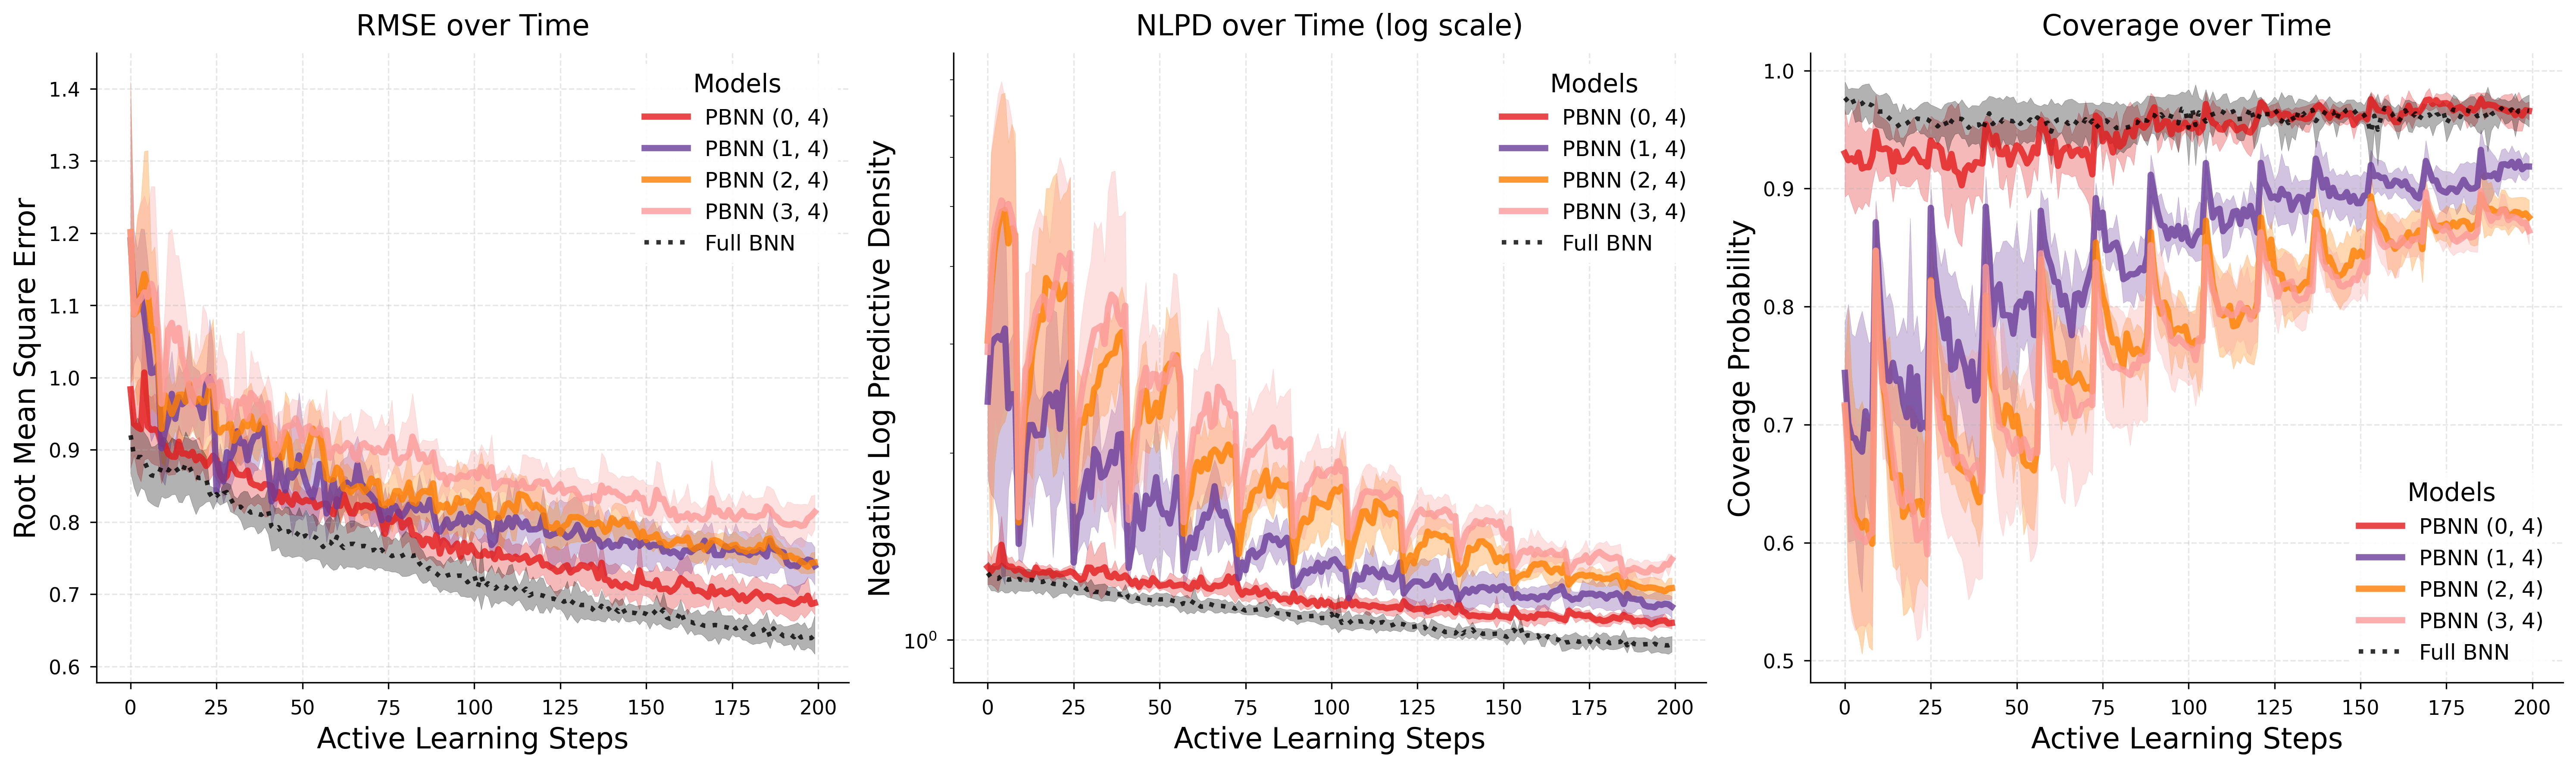 RMSE over Time
Root Mean Square Error
1.4
1.3
1.2
1.1
1.0
0.9
0.8
0.7
0.6
Models
PBNN (0, 4)
PBNN (1, 4)
PBNN (2, 4)
PBNN (3, 4)
Full BNN
0 25 50 75 100 125 150 175 200
Active Learning Steps
NLPD over Time (log scale)
Negative Log Predictive Density
10⁰
Models
PBNN (0, 4)
PBNN (1, 4)
PBNN (2, 4)
PBNN (3, 4)
Full BNN
0 25 50 75 100 125 150 175 200
Active Learning Steps
Coverage over Time
Coverage Probability
1.0
0.9
0.8
0.7
0.6
0.5
Models
PBNN (0, 4)
PBNN (1, 4)
PBNN (2, 4)
PBNN (3, 4)
Full BNN
0 25 50 75 100 125 150 175 200
Active Learning Steps